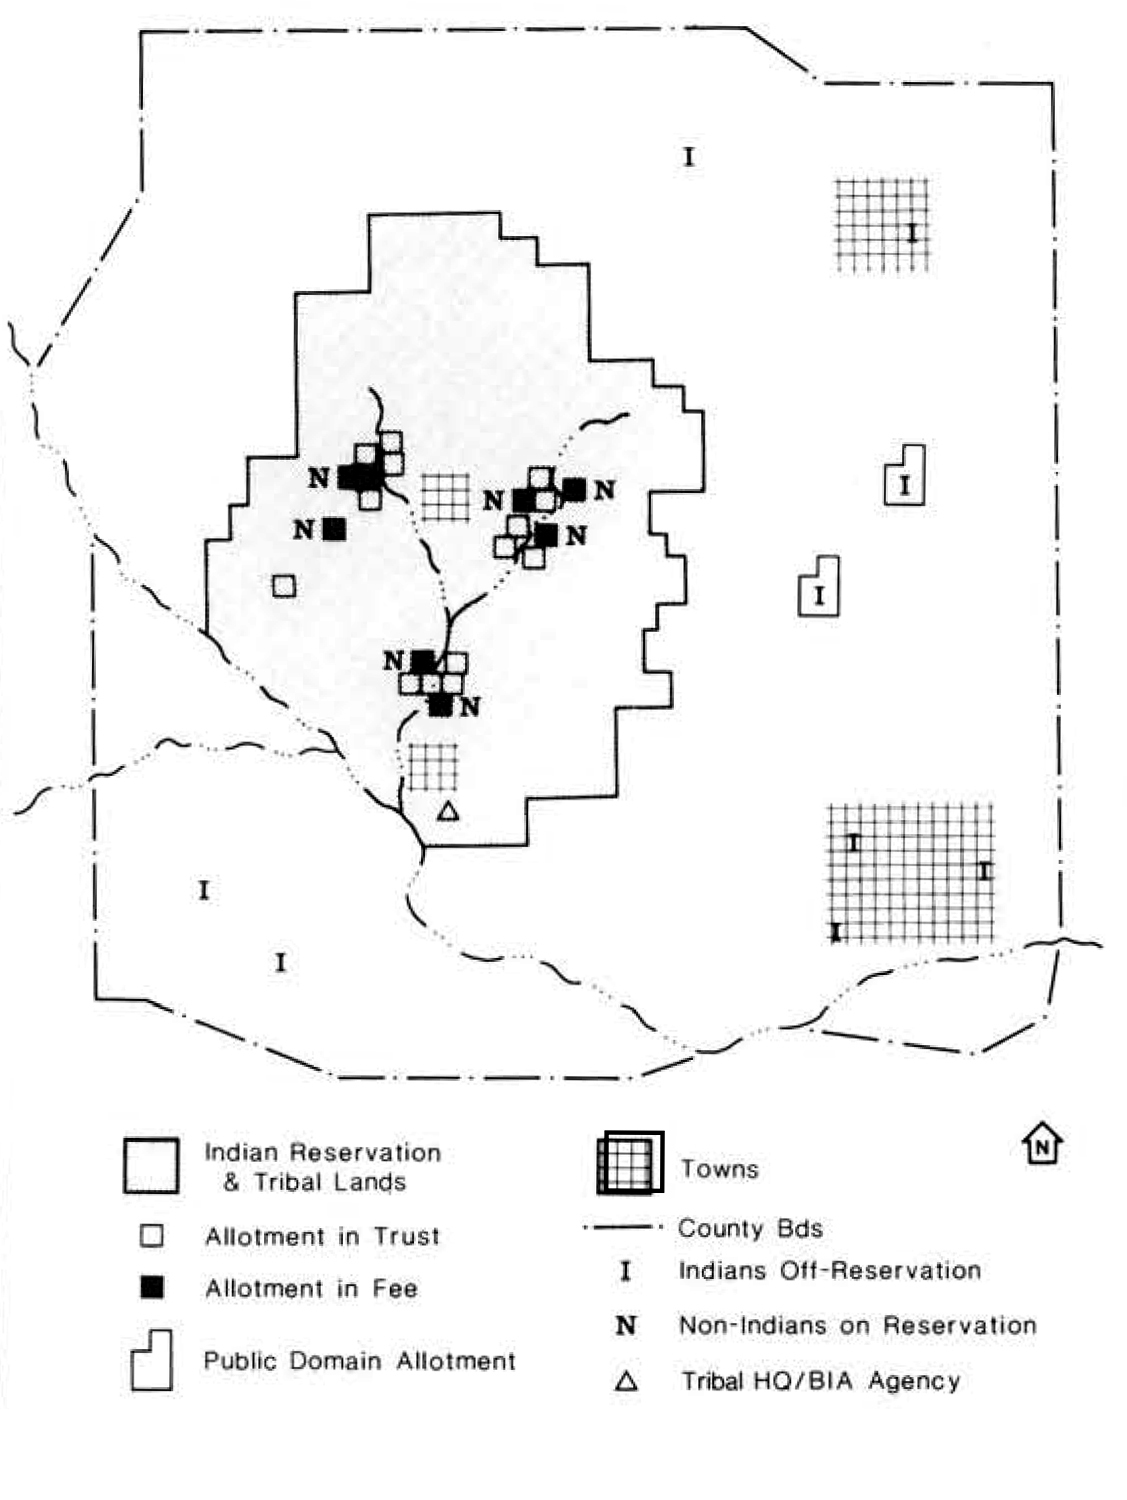 I
I
N
N
N
N
N
I
I
N
N
I
I
I
I
I
Indian Reservation
& Tribal Lands
Allotment in Trust
Allotment in Fee
Public Domain Allotment
Towns
County Bds
I Indians Off-Reservation
N Non-Indians on Reservation
Tribal HQ/BIA Agency
N